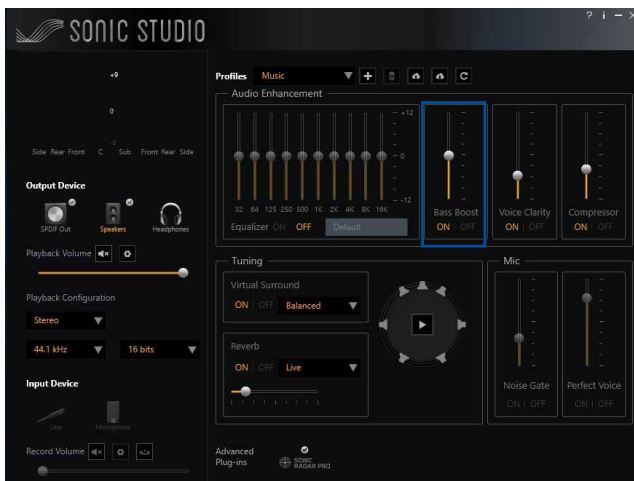 SONIC STUDIO
? i
+9
0
-9
Side Rear Front C Sub Front Rear Side
Output Device
SPDIF Out Speakers Headphones
Playback Volume
Playback Configuration
Stereo
44.1 kHz 16 bits
Input Device
Line Microphone
Record Volume
Profiles Music
Audio Enhancement
+12
0
-12
32 64 125 250 500 1K 2K 4K 8K 16K
Equalizer ON OFF Default
Bass Boost
ON | OFF
Voice Clarity
ON | OFF
Compressor
ON | OFF
Tuning
Virtual Surround
ON | OFF Balanced
Reverb
ON | OFF Live
Mic
Noise Gate
ON | OFF
Perfect Voice
ON | OFF
Advanced
Plug-ins
SONIC
RADAR PRO